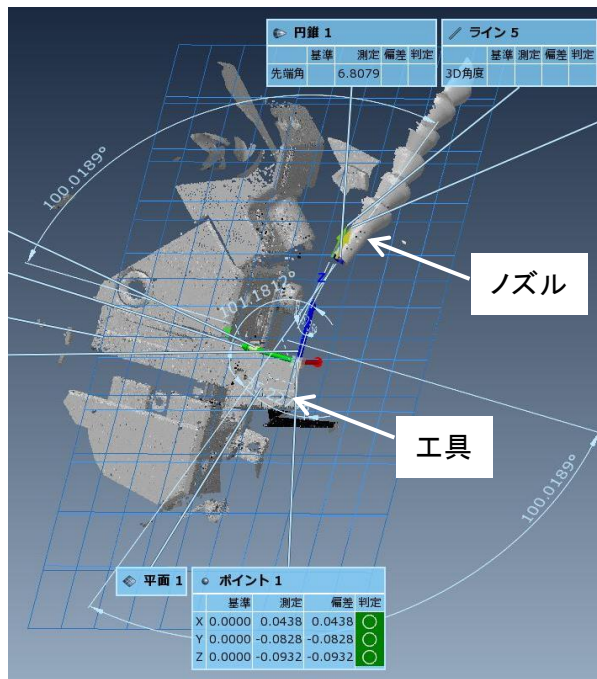 円錐 1
基準 測定 偏差 判定
先端角 6.8079
ライン 5
基準 測定 偏差 判定
3D角度
100.0189°
ノズル
Z
101.1812°
工具
100.0189°
平面 1
ポイント 1
基準 測定 偏差 判定
X 0.0000 0.0438 0.0438 ○
Y 0.0000 -0.0828 -0.0828 ○
Z 0.0000 -0.0932 -0.0932 ○